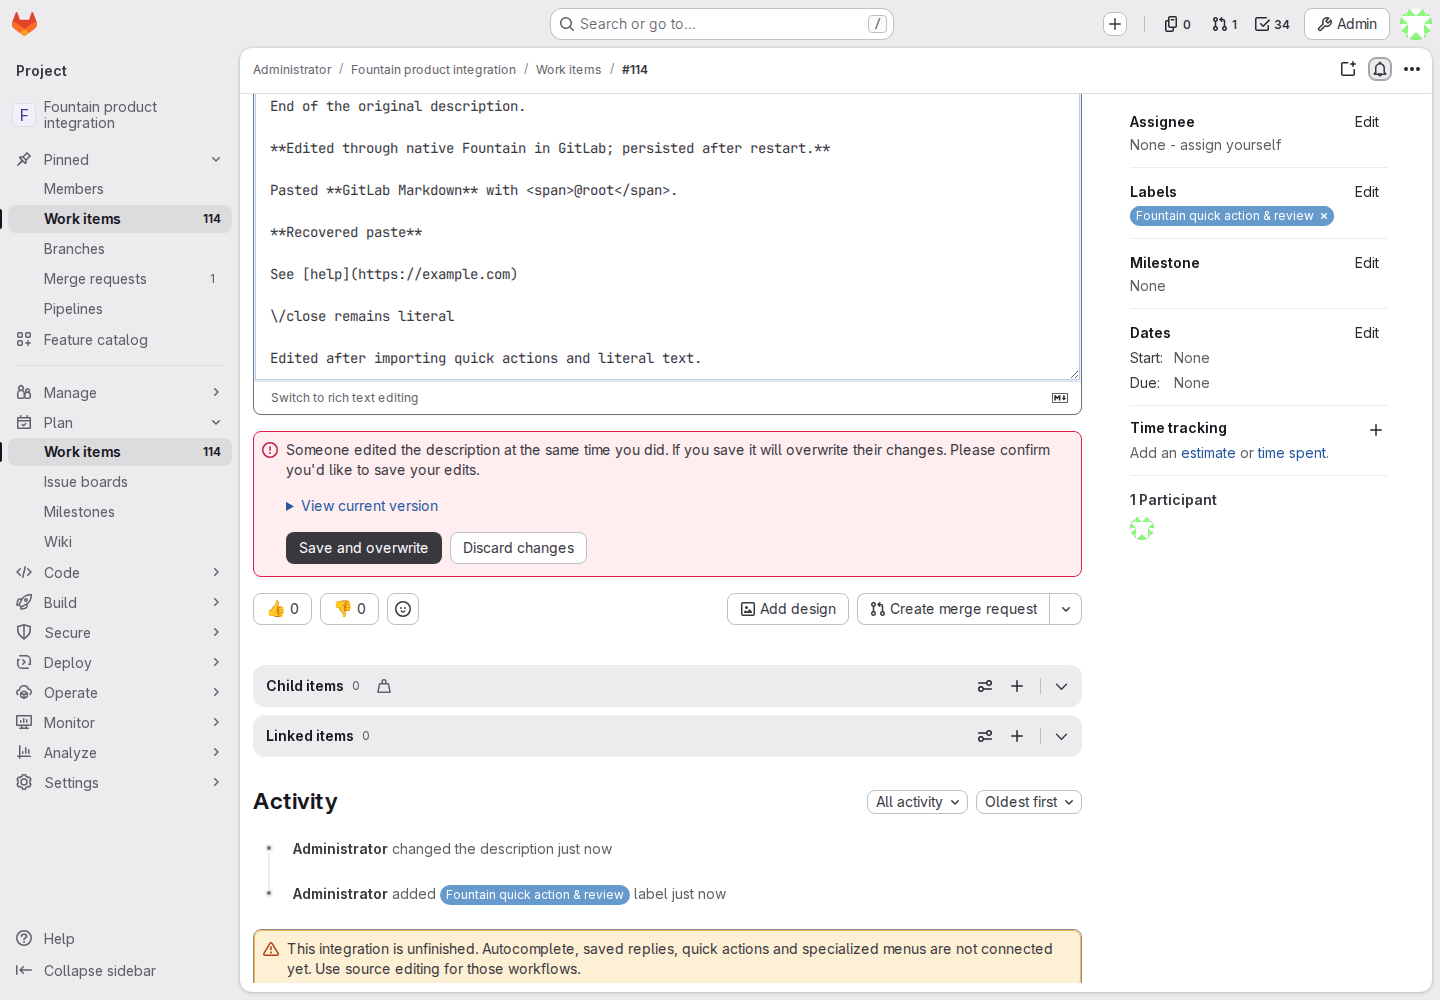 Search or go to...
/
0
1
34
Admin
Project
F
Fountain product integration
Pinned
Members
Work items 114
Branches
Merge requests 1
Pipelines
Feature catalog
Manage
Plan
Work items 114
Issue boards
Milestones
Wiki
Code
Build
Secure
Deploy
Operate
Monitor
Analyze
Settings
Help
Collapse sidebar
Administrator / Fountain product integration / Work items / #114
End of the original description.
**Edited through native Fountain in GitLab; persisted after restart.**
Pasted **GitLab Markdown** with <span>@root</span>.
**Recovered paste**
See [help](https://example.com)
\/close remains literal
Edited after importing quick actions and literal text.
Switch to rich text editing
Someone edited the description at the same time you did. If you save it will overwrite their changes. Please confirm
you'd like to save your edits.
View current version
Save and overwrite
Discard changes
0
0
Add design
Create merge request
Child items 0
Linked items 0
Activity
All activity
Oldest first
Administrator changed the description just now
Administrator added Fountain quick action & review label just now
This integration is unfinished. Autocomplete, saved replies, quick actions and specialized menus are not connected
yet. Use source editing for those workflows.
Assignee Edit
None - assign yourself
Labels Edit
Fountain quick action & review ×
Milestone Edit
None
Dates Edit
Start: None
Due: None
Time tracking
Add an estimate or time spent.
1 Participant